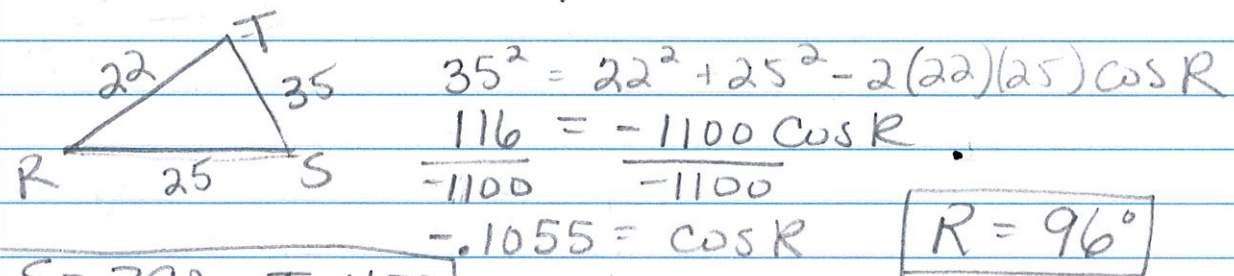 T
22
35
R
25
S
35² = 22² + 25² - 2(22)(25) cos R
116 = -1100 Cos R
-1100 -1100
-.1055 = cos R
R = 96°